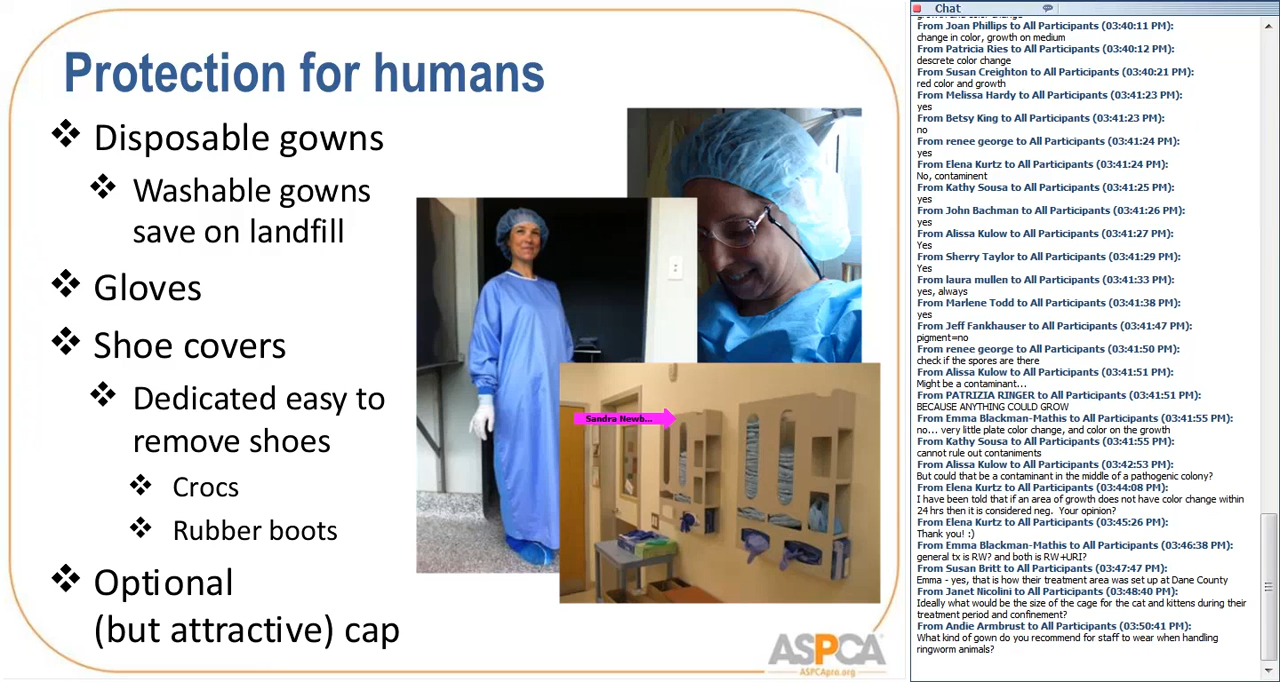 Protection for humans
Disposable gowns
Washable gowns
save on landfill
Gloves
Shoe covers
Dedicated easy to
remove shoes
Crocs
Rubber boots
Optional
(but attractive) cap
Sandra Newb...
ASPCA
ASPCApro.org
Chat
From Joan Phillips to All Participants (03:40:11 PM):
change in color, growth on medium
From Patricia Ries to All Participants (03:40:12 PM):
descrete color change
From Susan Creighton to All Participants (03:40:21 PM):
red color and growth
From Melissa Hardy to All Participants (03:41:23 PM):
yes
From Betsy King to All Participants (03:41:23 PM):
no
From renee george to All Participants (03:41:24 PM):
yes
From Elena Kurtz to All Participants (03:41:24 PM):
No, contaminent
From Kathy Sousa to All Participants (03:41:25 PM):
yes
From John Bachman to All Participants (03:41:26 PM):
yes
From Alissa Kulow to All Participants (03:41:27 PM):
Yes
From Sherry Taylor to All Participants (03:41:29 PM):
Yes
From laura mullen to All Participants (03:41:33 PM):
yes, always
From Marlene Todd to All Participants (03:41:38 PM):
yes
From Jeff Fankhauser to All Participants (03:41:47 PM):
pigment=no
From renee george to All Participants (03:41:50 PM):
check if the spores are there
From Alissa Kulow to All Participants (03:41:51 PM):
Might be a contaminant...
From PATRIZIA RINGER to All Participants (03:41:51 PM):
BECAUSE ANYTHING COULD GROW
From Emma Blackman-Mathis to All Participants (03:41:55 PM):
no... very little plate color change, and color on the growth
From Kathy Sousa to All Participants (03:41:55 PM):
cannot rule out contaniments
From Alissa Kulow to All Participants (03:42:53 PM):
But could that be a contaminant in the middle of a pathogenic colony?
From Elena Kurtz to All Participants (03:44:08 PM):
I have been told that if an area of growth does not have color change within
24 hrs then it is considered neg. Your opinion?
From Elena Kurtz to All Participants (03:45:26 PM):
Thank you! :)
From Emma Blackman-Mathis to All Participants (03:46:38 PM):
general tx is RW? and both is RW+URI?
From Susan Britt to All Participants (03:47:47 PM):
Emma - yes, that is how their treatment area was set up at Dane County
From Janet Nicolini to All Participants (03:48:40 PM):
Ideally what would be the size of the cage for the cat and kittens during their
treatment period and confinement?
From Andie Armbrust to All Participants (03:50:41 PM):
What kind of gown do you recommend for staff to wear when handling
ringworm animals?